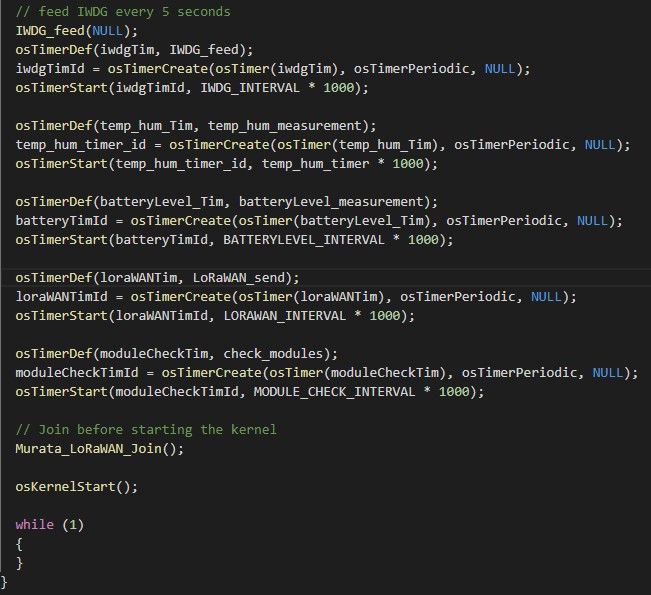 // feed IWDG every 5 seconds
IWDG_feed(NULL);
osTimerDef(iwdgTim, IWDG_feed);
iwdgTimId = osTimerCreate(osTimer(iwdgTim), osTimerPeriodic, NULL);
osTimerStart(iwdgTimId, IWDG_INTERVAL * 1000);
osTimerDef(temp_hum_Tim, temp_hum_measurement);
temp_hum_timer_id = osTimerCreate(osTimer(temp_hum_Tim), osTimerPeriodic, NULL);
osTimerStart(temp_hum_timer_id, temp_hum_timer * 1000);
osTimerDef(batteryLevel_Tim, batteryLevel_measurement);
batteryTimId = osTimerCreate(osTimer(batteryLevel_Tim), osTimerPeriodic, NULL);
osTimerStart(batteryTimId, BATTERYLEVEL_INTERVAL * 1000);
osTimerDef(loraWANTim, LoRaWAN_send);
loraWANTimId = osTimerCreate(osTimer(loraWANTim), osTimerPeriodic, NULL);
osTimerStart(loraWANTimId, LORAWAN_INTERVAL * 1000);
osTimerDef(moduleCheckTim, check_modules);
moduleCheckTimId = osTimerCreate(osTimer(moduleCheckTim), osTimerPeriodic, NULL);
osTimerStart(moduleCheckTimId, MODULE_CHECK_INTERVAL * 1000);
// Join before starting the kernel
Murata_LoRaWAN_Join();
osKernelStart();
while (1)
{
}
}